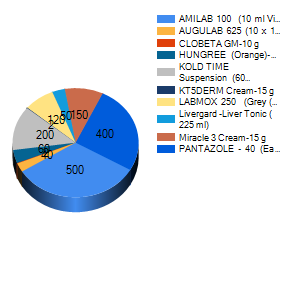 AMILAB 100 (10 ml Vi...
AUGULAB 625 (10 x 1...
CLOBETA GM-10 g
HUNGREE (Orange)-...
KOLD TIME
Suspension (60...
KT5DERM Cream-15 g
LABMOX 250 (Grey (...
Livergard -Liver Tonic (
225 ml)
Miracle 3 Cream-15 g
PANTAZOLE - 40 (Ea...
150
50
2
120
400
200
60
40
500